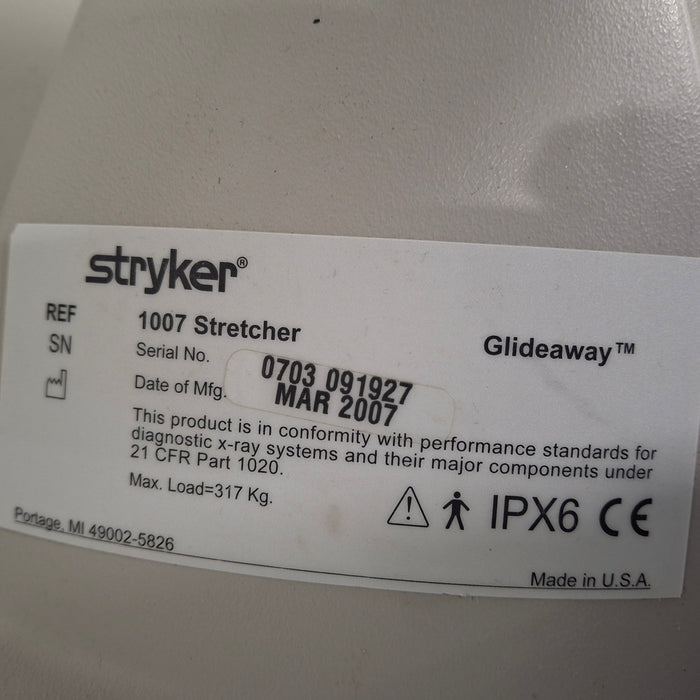 stryker®
REF 1007 Stretcher Glideaway™
SN Serial No. 0703 091927
Date of Mfg. MAR 2007
This product is in conformity with performance standards for
diagnostic x-ray systems and their major components under
21 CFR Part 1020.
Max. Load=317 Kg.
IPX6 CE
Portage, MI 49002-5826
Made in U.S.A.